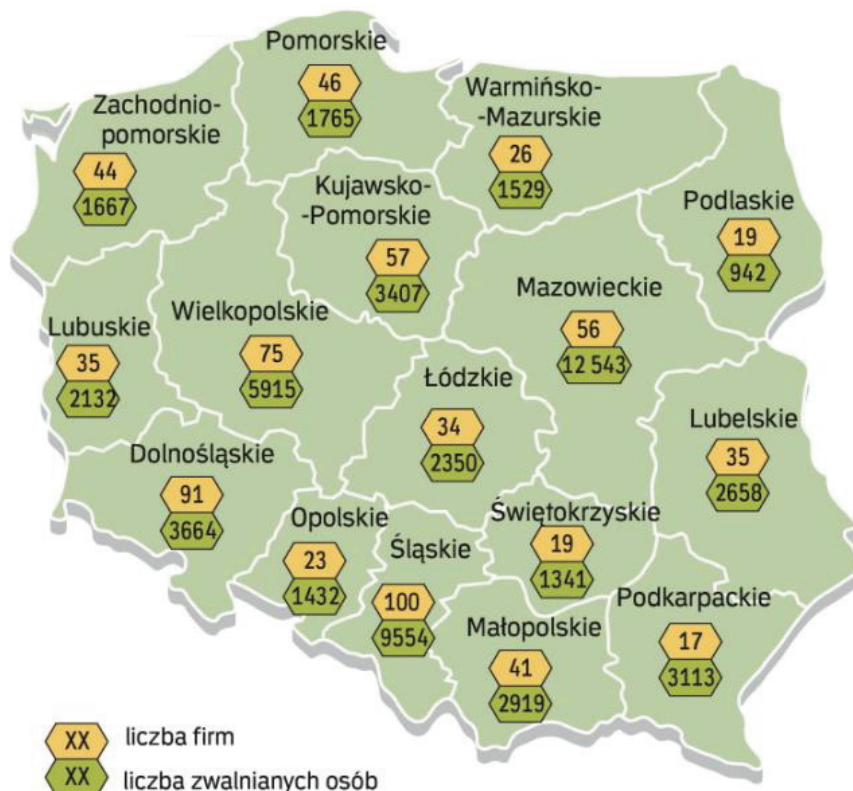 Pomorskie
46
1765
Warmińsko-
-Mazurskie
26
1529
Zachodnio-
pomorskie
44
1667
Kujawsko-
-Pomorskie
57
3407
Podlaskie
19
942
Mazowieckie
56
12 543
Wielkopolskie
75
5915
Lubuskie
35
2132
Łódzkie
34
2350
Lubelskie
35
2658
Dolnośląskie
91
3664
Opolskie
23
1432
Śląskie
100
9554
Świętokrzyskie
19
1341
Małopolskie
41
2919
Podkarpackie
17
3113
XX liczba firm
XX liczba zwalnianych osób